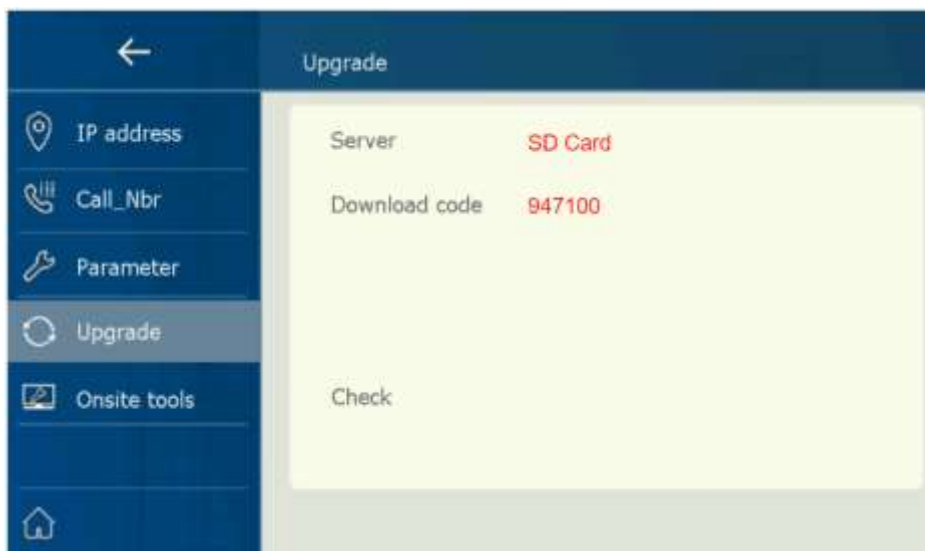 Upgrade
IP address
Call_Nbr
Parameter
Upgrade
Onsite tools
Server SD Card
Download code 947100
Check